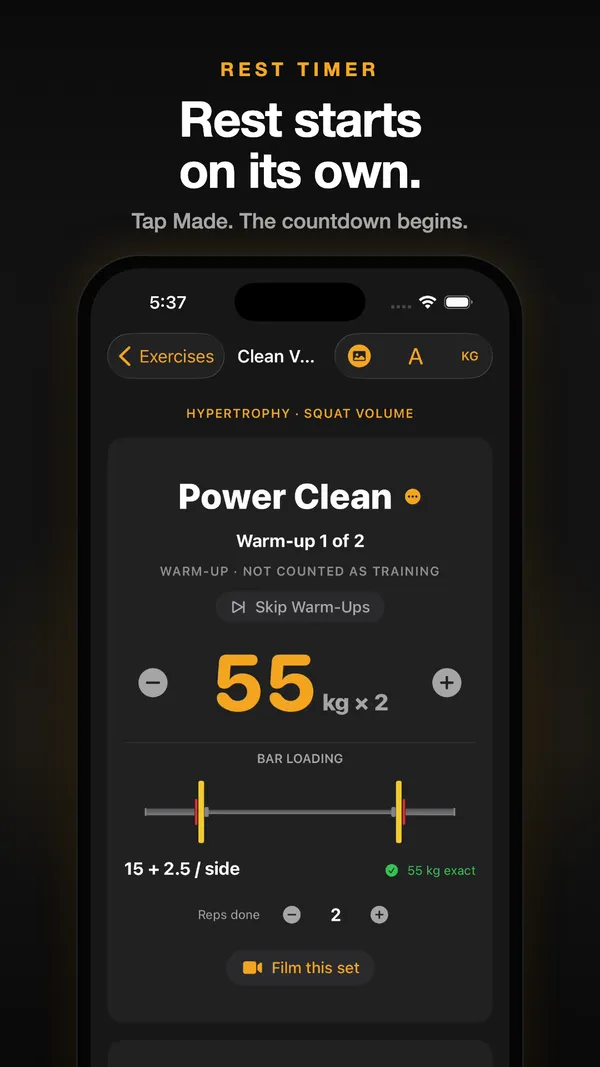 REST TIMER
Rest starts
on its own.
Tap Made. The countdown begins.
5:37
Exercises
Clean V...
A
KG
HYPERTROPHY · SQUAT VOLUME
Power Clean
Warm-up 1 of 2
WARM-UP · NOT COUNTED AS TRAINING
Skip Warm-Ups
55 kg × 2
BAR LOADING
15 + 2.5 / side
55 kg exact
Reps done
2
Film this set